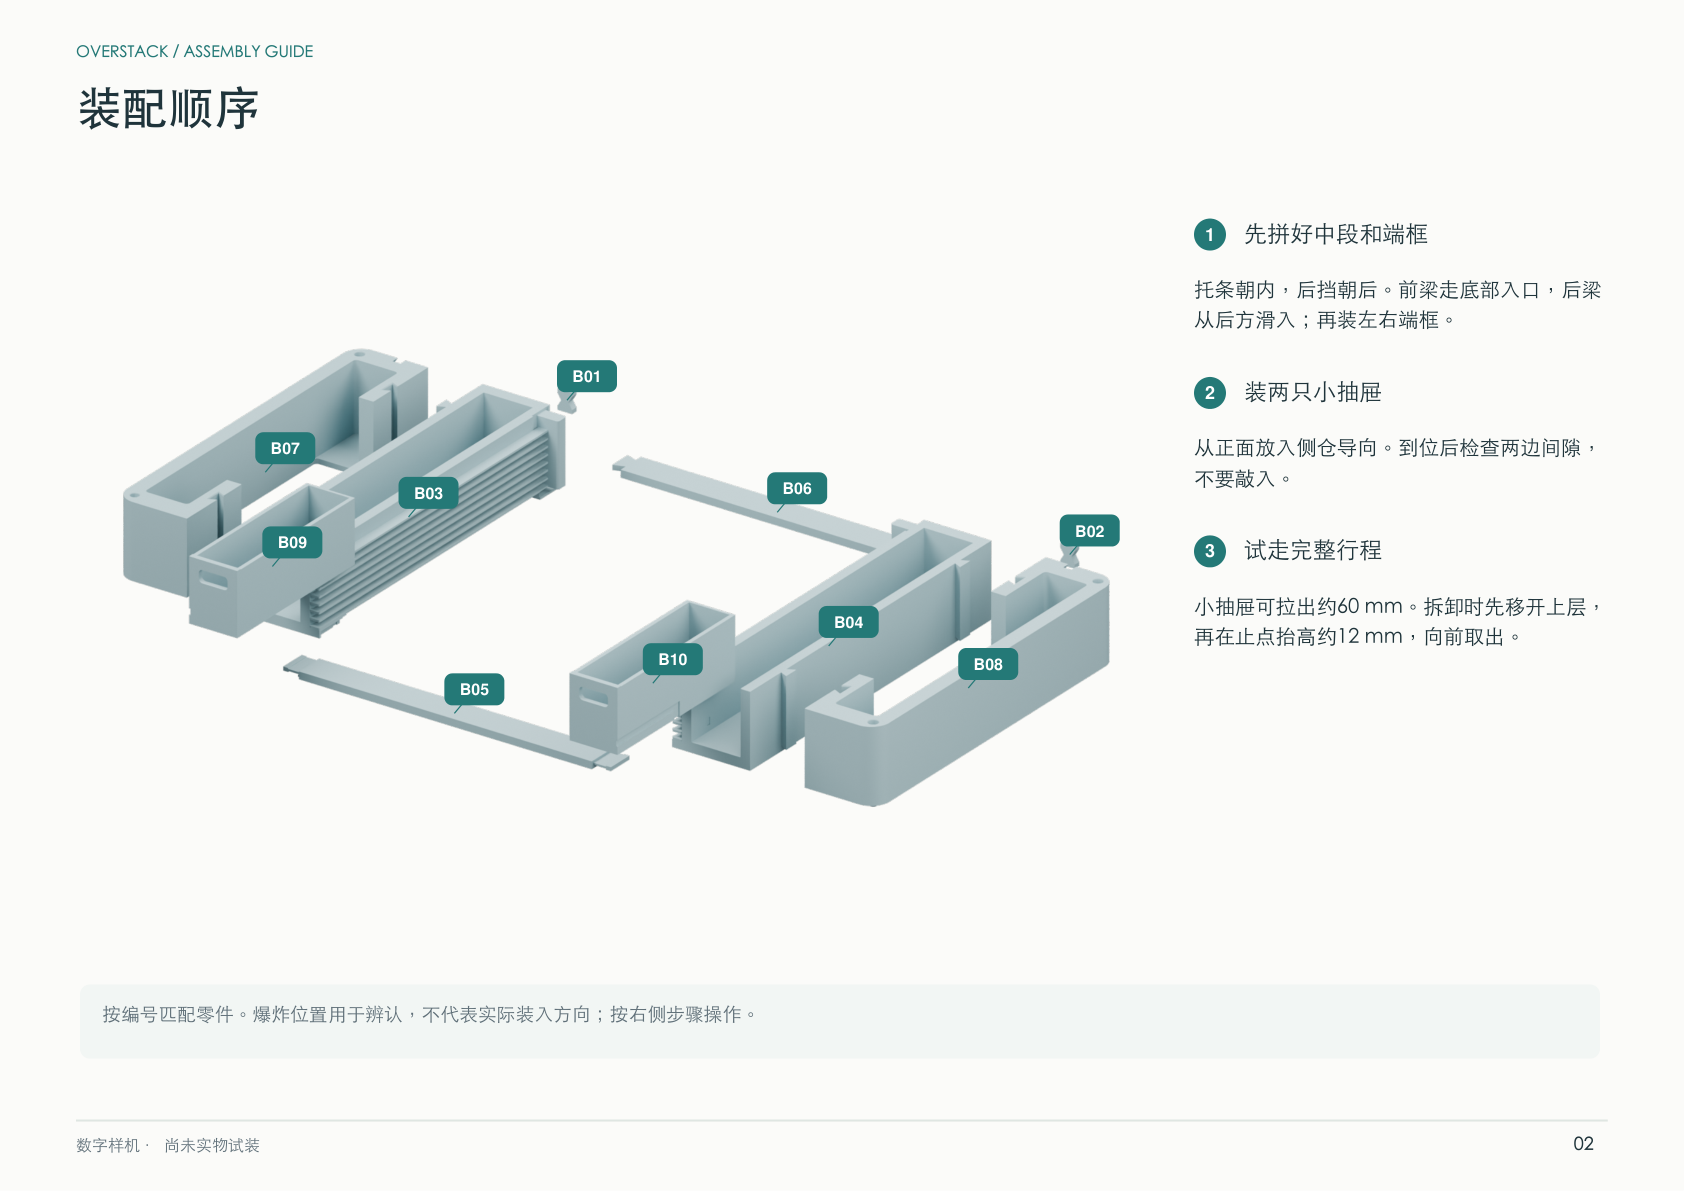 OVERSTACK / ASSEMBLY GUIDE
装配顺序
B01
B07
B03
B06
B09
B02
B04
B10
B08
B05
1 先拼好中段和端框
托条朝内，后挡朝后。前梁走底部入口，后梁
从后方滑入；再装左右端框。
2 装两只小抽屉
从正面放入侧仓导向。到位后检查两边间隙，
不要敲入。
3 试走完整行程
小抽屉可拉出约60 mm。拆卸时先移开上层，
再在止点抬高约12 mm，向前取出。
按编号匹配零件。爆炸位置用于辨认，不代表实际装入方向；按右侧步骤操作。
数字样机 · 尚未实物试装
02